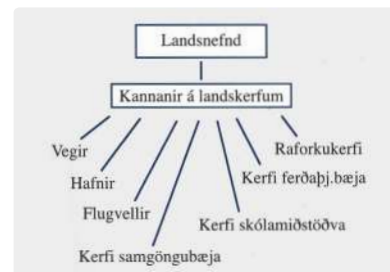 Landsnefnd
Kannanir á landskerfum
Vegir
Hafnir
Flugvellir
Kerfi samgöngubæja
Kerfi skólamiðstöðva
Kerfi ferðaþj.bæja
Raforkukerfi